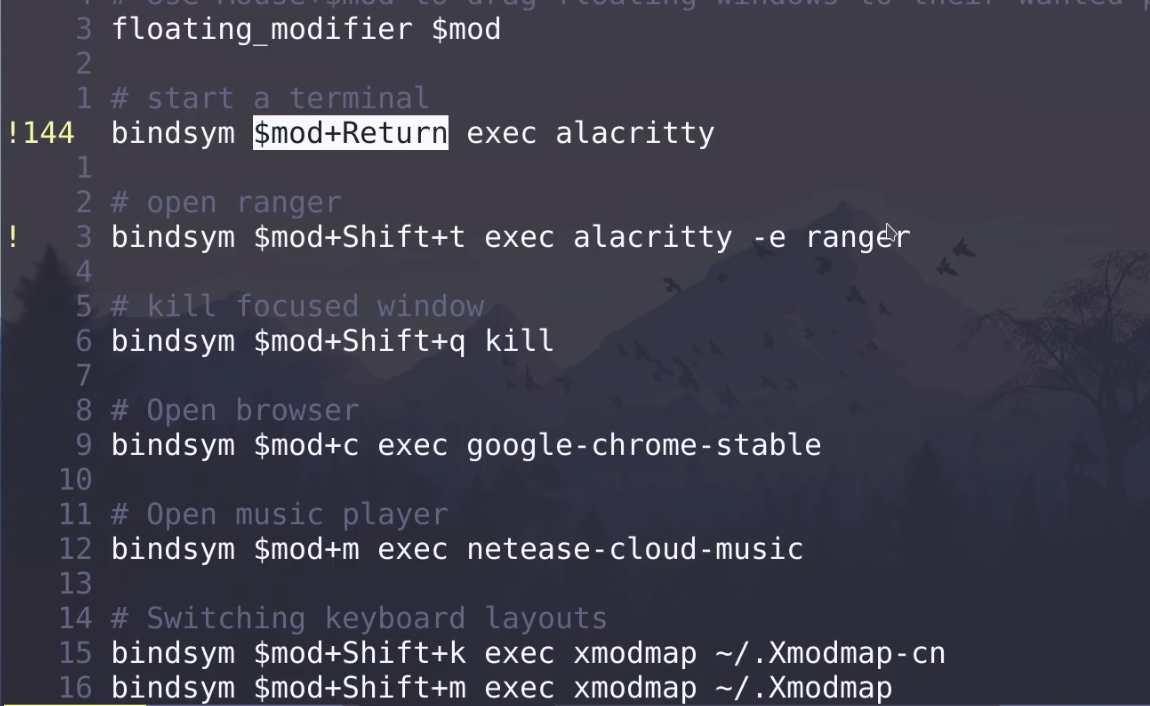 # Use Mouse+$mod to drag floating windows to their wanted
3 floating_modifier $mod
2
1 # start a terminal
!144 bindsym $mod+Return exec alacritty
1
2 # open ranger
! 3 bindsym $mod+Shift+t exec alacritty -e ranger
4
5 # kill focused window
6 bindsym $mod+Shift+q kill
7
8 # Open browser
9 bindsym $mod+c exec google-chrome-stable
10
11 # Open music player
12 bindsym $mod+m exec netease-cloud-music
13
14 # Switching keyboard layouts
15 bindsym $mod+Shift+k exec xmodmap ~/.Xmodmap-cn
16 bindsym $mod+Shift+m exec xmodmap ~/.Xmodmap